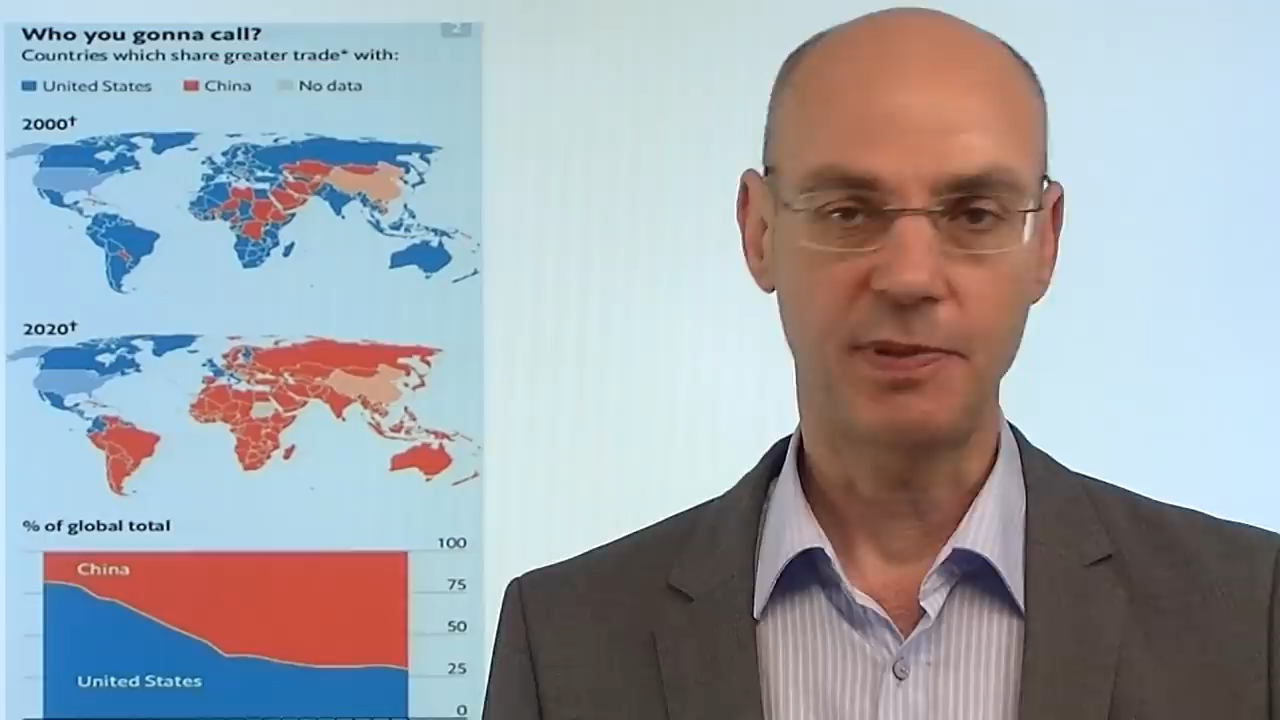 Who you gonna call?
2
Countries which share greater trade* with:
United States China No data
2000†
2020†
% of global total
100
China
75
50
25
United States
0